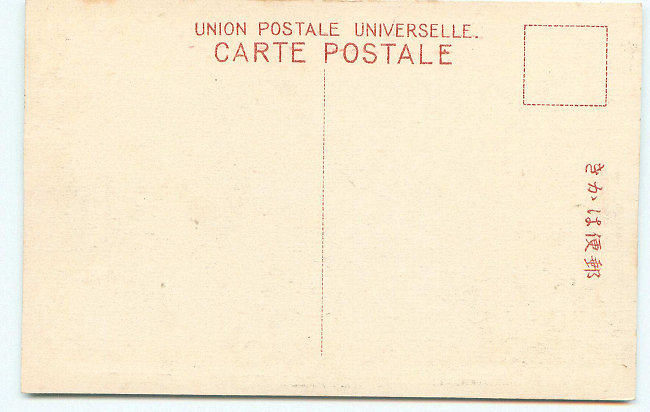 UNION POSTALE UNIVERSELLE.
CARTE POSTALE
きがは便郵